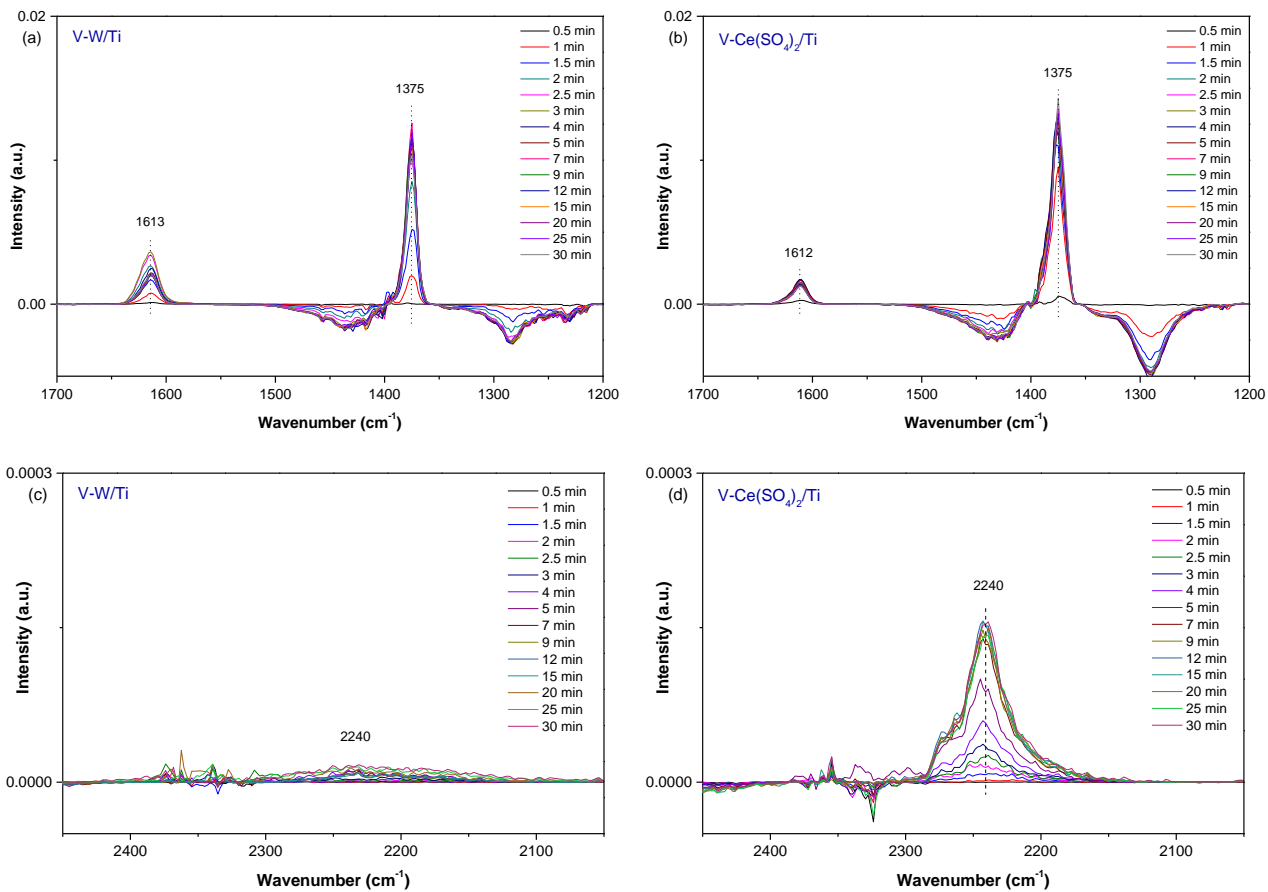 0.02
(a)
V-W/Ti
0.5 min
1 min
1.5 min
2 min
2.5 min
3 min
4 min
5 min
7 min
9 min
12 min
15 min
20 min
25 min
30 min
1375
1613
0.00
Intensity (a.u.)
1700 1600 1500 1400 1300 1200
Wavenumber (cm⁻¹)
0.02
(b)
V-Ce(SO₄)₂/Ti
0.5 min
1 min
1.5 min
2 min
2.5 min
3 min
4 min
5 min
7 min
9 min
12 min
15 min
20 min
25 min
30 min
1375
1612
0.00
Intensity (a.u.)
1700 1600 1500 1400 1300 1200
Wavenumber (cm⁻¹)
0.0003
(c)
V-W/Ti
0.5 min
1 min
1.5 min
2 min
2.5 min
3 min
4 min
5 min
7 min
9 min
12 min
15 min
20 min
25 min
30 min
2240
0.0000
Intensity (a.u.)
2400 2300 2200 2100
Wavenumber (cm⁻¹)
0.0003
(d)
V-Ce(SO₄)₂/Ti
0.5 min
1 min
1.5 min
2 min
2.5 min
3 min
4 min
5 min
7 min
9 min
12 min
15 min
20 min
25 min
30 min
2240
0.0000
Intensity (a.u.)
2400 2300 2200 2100
Wavenumber (cm⁻¹)